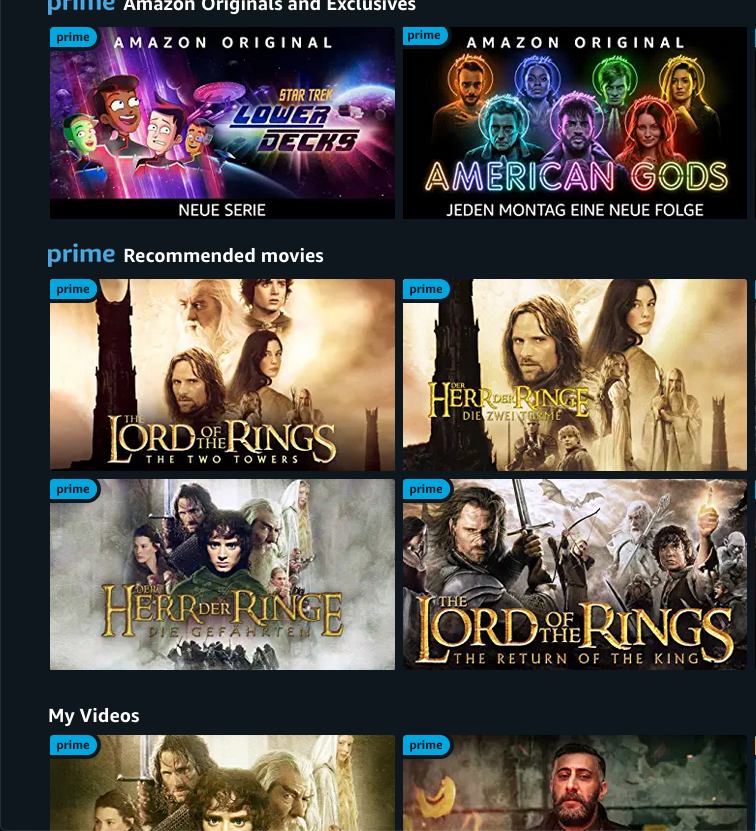 prime Amazon Originals and Exclusives
prime
AMAZON ORIGINAL
STAR TREK
LOWER
DECKS
NEUE SERIE
prime
AMAZON ORIGINAL
AMERICAN GODS
JEDEN MONTAG EINE NEUE FOLGE
prime Recommended movies
prime
THE
LORD OF THE RINGS
THE TWO TOWERS
prime
DER
HERR DER RINGE
DIE ZWEI TÜRME
prime
DER
HERR DER RINGE
DIE GEFÄHRTEN
prime
THE
LORD OF THE RINGS
THE RETURN OF THE KING
My Videos
prime
prime